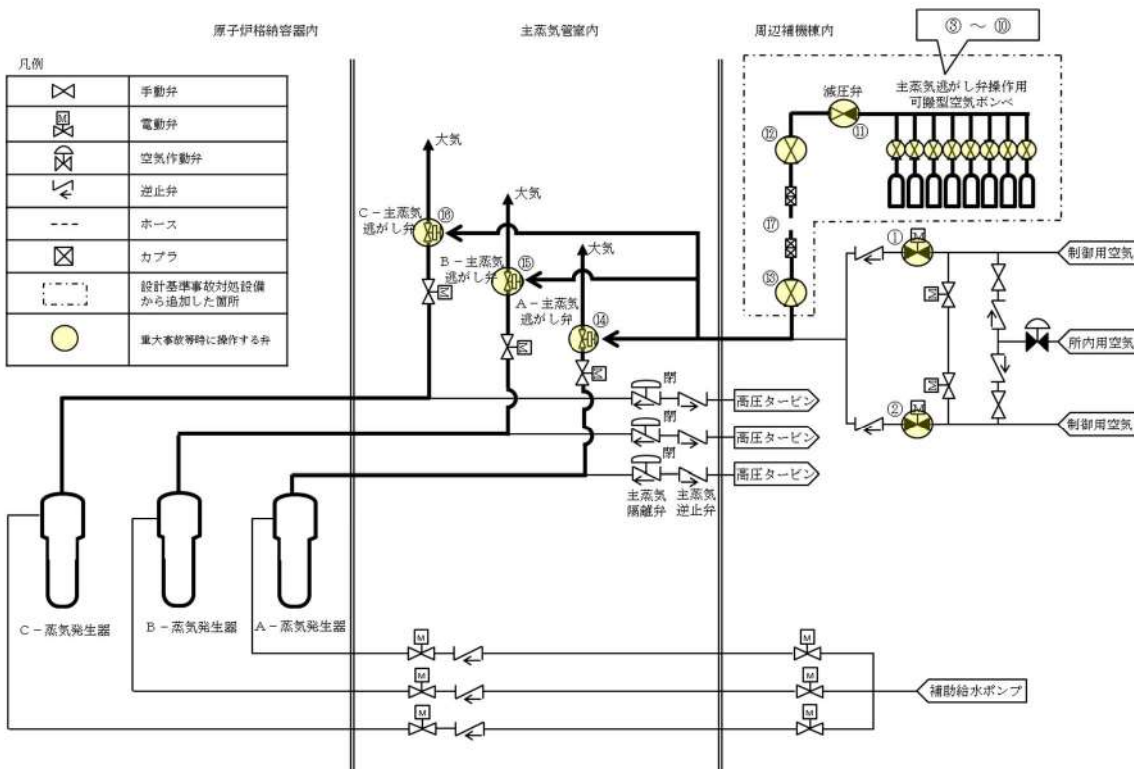 原子炉格納容器内
主蒸気管室内
周辺補機棟内
③ ～ ⑩
凡例
手動弁
M
電動弁
空気作動弁
逆止弁
ホース
カプラ
設計基準事故対処設備
から追加した箇所
重大事故等時に操作する弁
減圧弁
⑪
主蒸気逃がし弁操作用
可搬型空気ボンベ
⑫
⑰
⑬
大気
C－主蒸気
逃がし弁
⑯
M
大気
B－主蒸気
逃がし弁
⑮
M
大気
A－主蒸気
逃がし弁
⑭
M
①
M
制御用空気
M
所内用空気
M
②
M
制御用空気
閉
高圧タービン
閉
高圧タービン
閉
高圧タービン
主蒸気
隔離弁
主蒸気
逆止弁
C－蒸気発生器
B－蒸気発生器
A－蒸気発生器
M
M
M
M
補助給水ポンプ
M
M